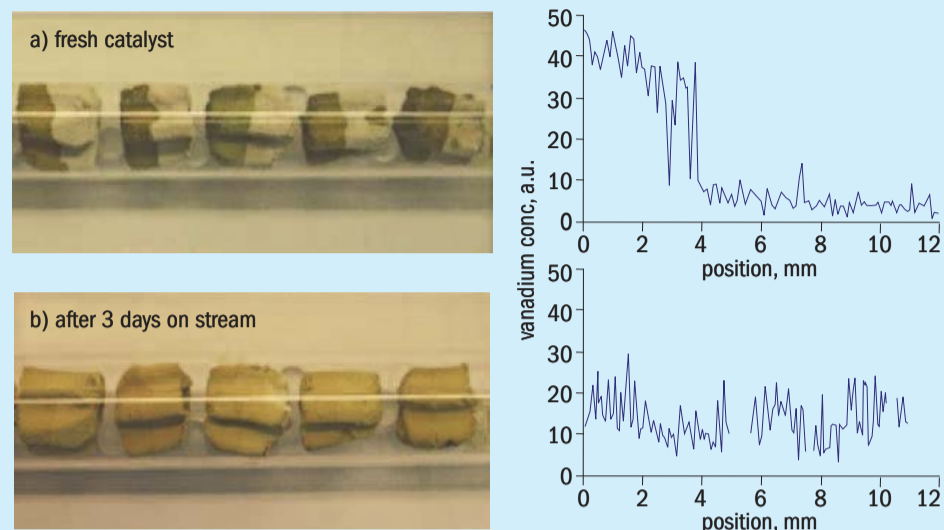 a) fresh catalyst
b) after 3 days on stream
vanadium conc, a.u.
50
40
30
20
10
0
0 2 4 6 8 10 12
position, mm
50
40
30
20
10
0
0 2 4 6 8 10 12
position, mm